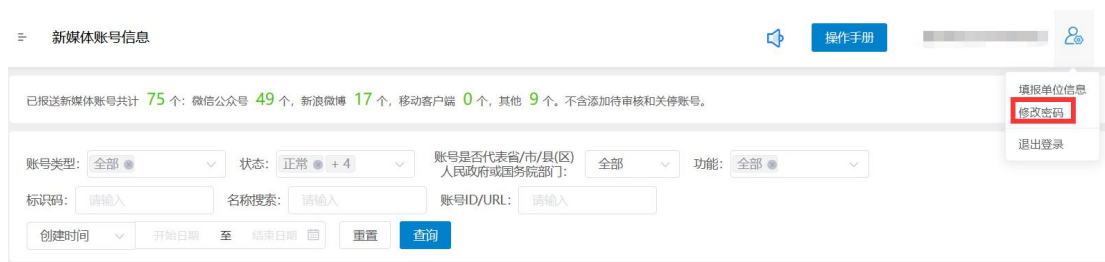 新媒体账号信息
操作手册
填报单位信息
修改密码
退出登录
已报送新媒体账号共计 75 个：微信公众号 49 个，新浪微博 17 个，移动客户端 0 个，其他 9 个。不含添加待审核和关停账号。
账号类型： 全部 状态： 正常 + 4 账号是否代表省/市/县(区)人民政府或国务院部门： 全部 功能： 全部
标识码： 请输入 名称搜索： 请输入 账号ID/URL： 请输入
创建时间 开始日期 至 结束日期 重置 查询